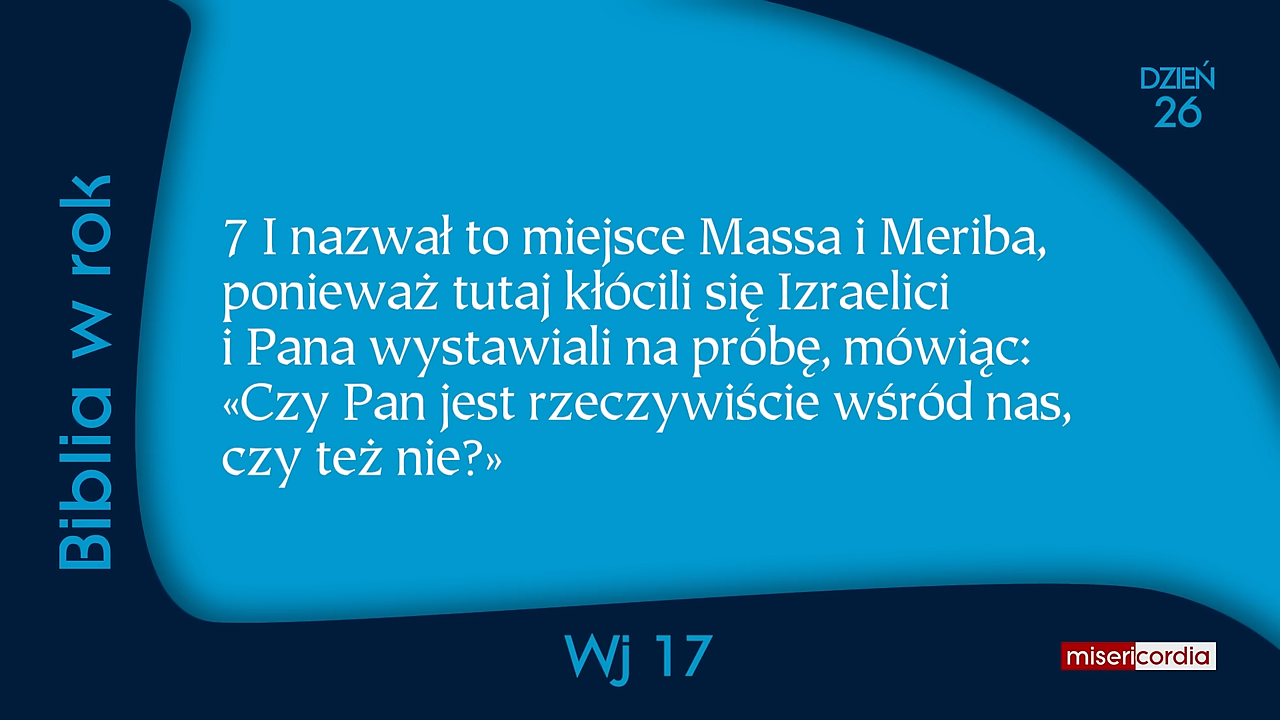 DZIEŃ
26
Biblia w rok
7 I nazwał to miejsce Massa i Meriba,
ponieważ tutaj kłócili się Izraelici
i Pana wystawiali na próbę, mówiąc:
«Czy Pan jest rzeczywiście wśród nas,
czy też nie?»
Wj 17
misericordia